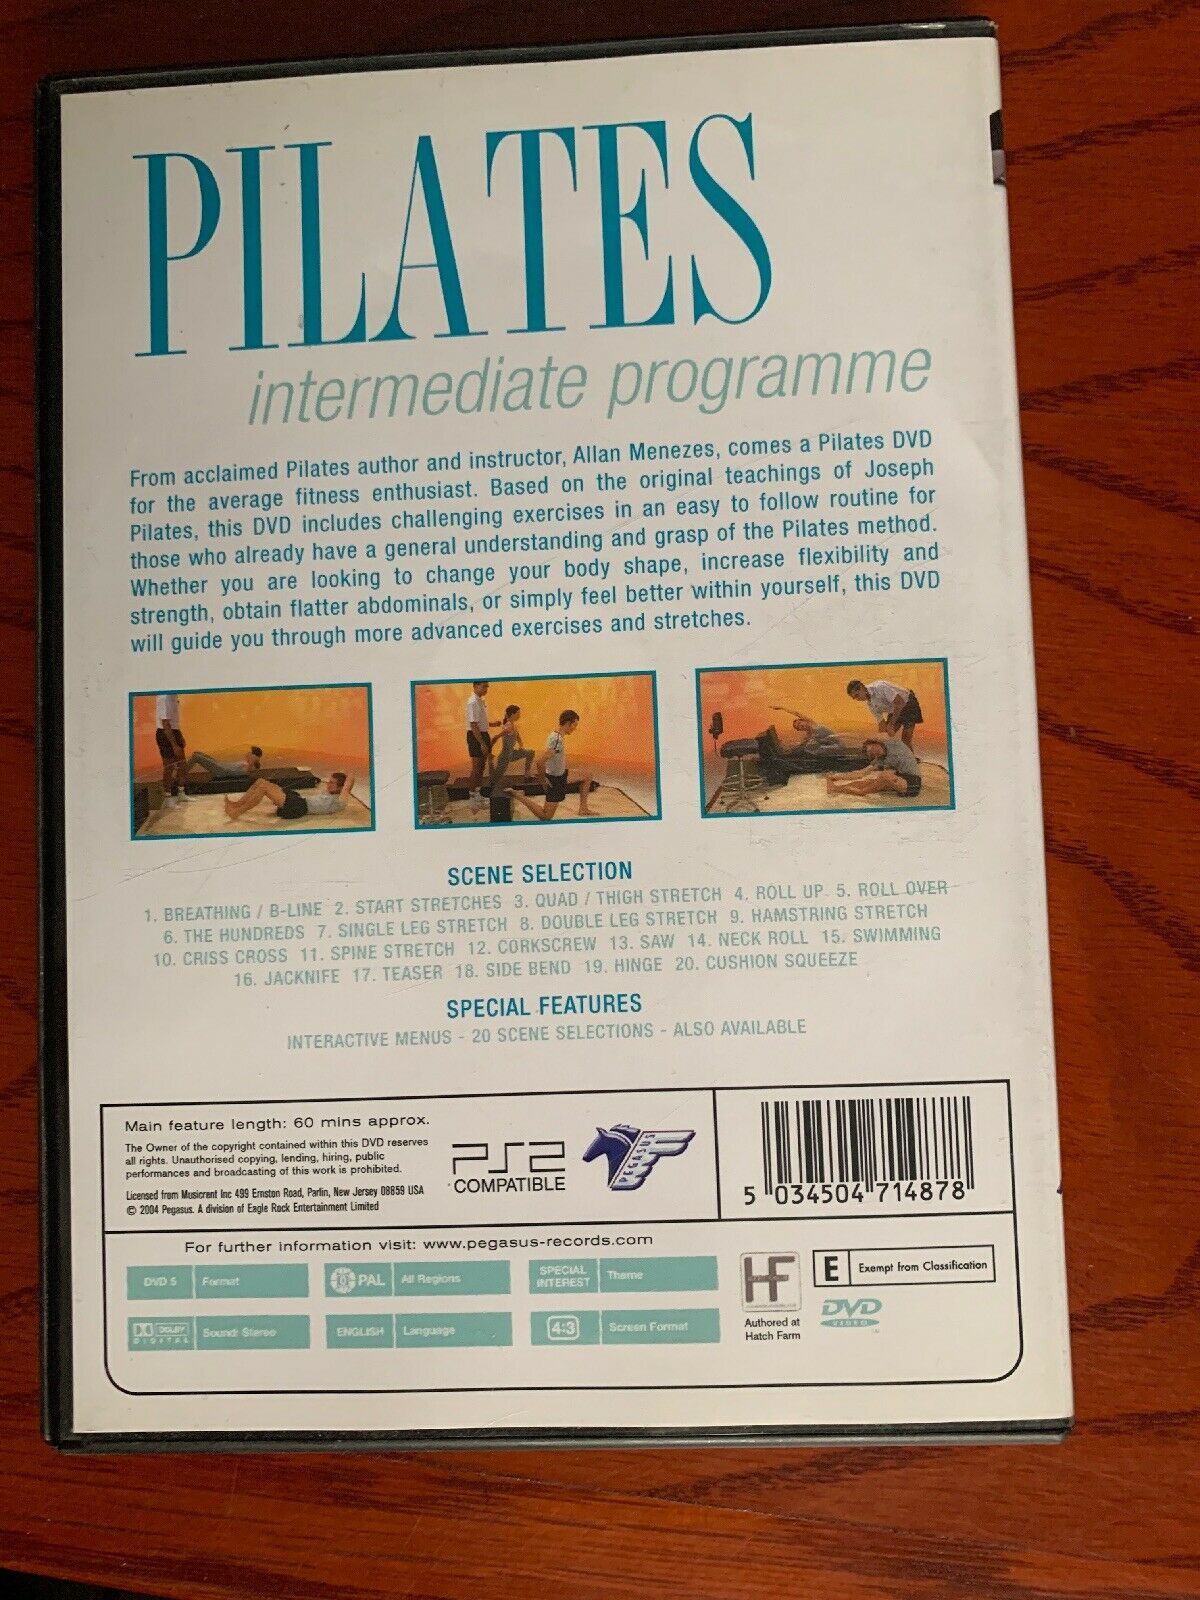 PILATES
intermediate programme
From acclaimed Pilates author and instructor, Allan Menezes, comes a Pilates DVD
for the average fitness enthusiast. Based on the original teachings of Joseph
Pilates, this DVD includes challenging exercises in an easy to follow routine for
those who already have a general understanding and grasp of the Pilates method.
Whether you are looking to change your body shape, increase flexibility and
strength, obtain flatter abdominals, or simply feel better within yourself, this DVD
will guide you through more advanced exercises and stretches.
SCENE SELECTION
1. BREATHING / B-LINE 2. START STRETCHES 3. QUAD / THIGH STRETCH 4. ROLL UP 5. ROLL OVER
6. THE HUNDREDS 7. SINGLE LEG STRETCH 8. DOUBLE LEG STRETCH 9. HAMSTRING STRETCH
10. CRISS CROSS 11. SPINE STRETCH 12. CORKSCREW 13. SAW 14. NECK ROLL 15. SWIMMING
16. JACKNIFE 17. TEASER 18. SIDE BEND 19. HINGE 20. CUSHION SQUEEZE
SPECIAL FEATURES
INTERACTIVE MENUS - 20 SCENE SELECTIONS - ALSO AVAILABLE
Main feature length: 60 mins approx.
The Owner of the copyright contained within this DVD reserves
all rights. Unauthorised copying, lending, hiring, public
performances and broadcasting of this work is prohibited.
Licensed from Musicrent Inc 499 Ernston Road, Parlin, New Jersey 08859 USA
© 2004 Pegasus. A division of Eagle Rock Entertainment Limited
PS2
COMPATIBLE
PEGASUS
5 034504 714878
For further information visit: www.pegasus-records.com
DVD 5 Format
0 PAL All Regions
SPECIAL
INTEREST Theme
DOLBY
DIGITAL Sound: Stereo
ENGLISH Language
4:3 Screen Format
HF
Authored at
Hatch Farm
E Exempt from Classification
DVD
VIDEO